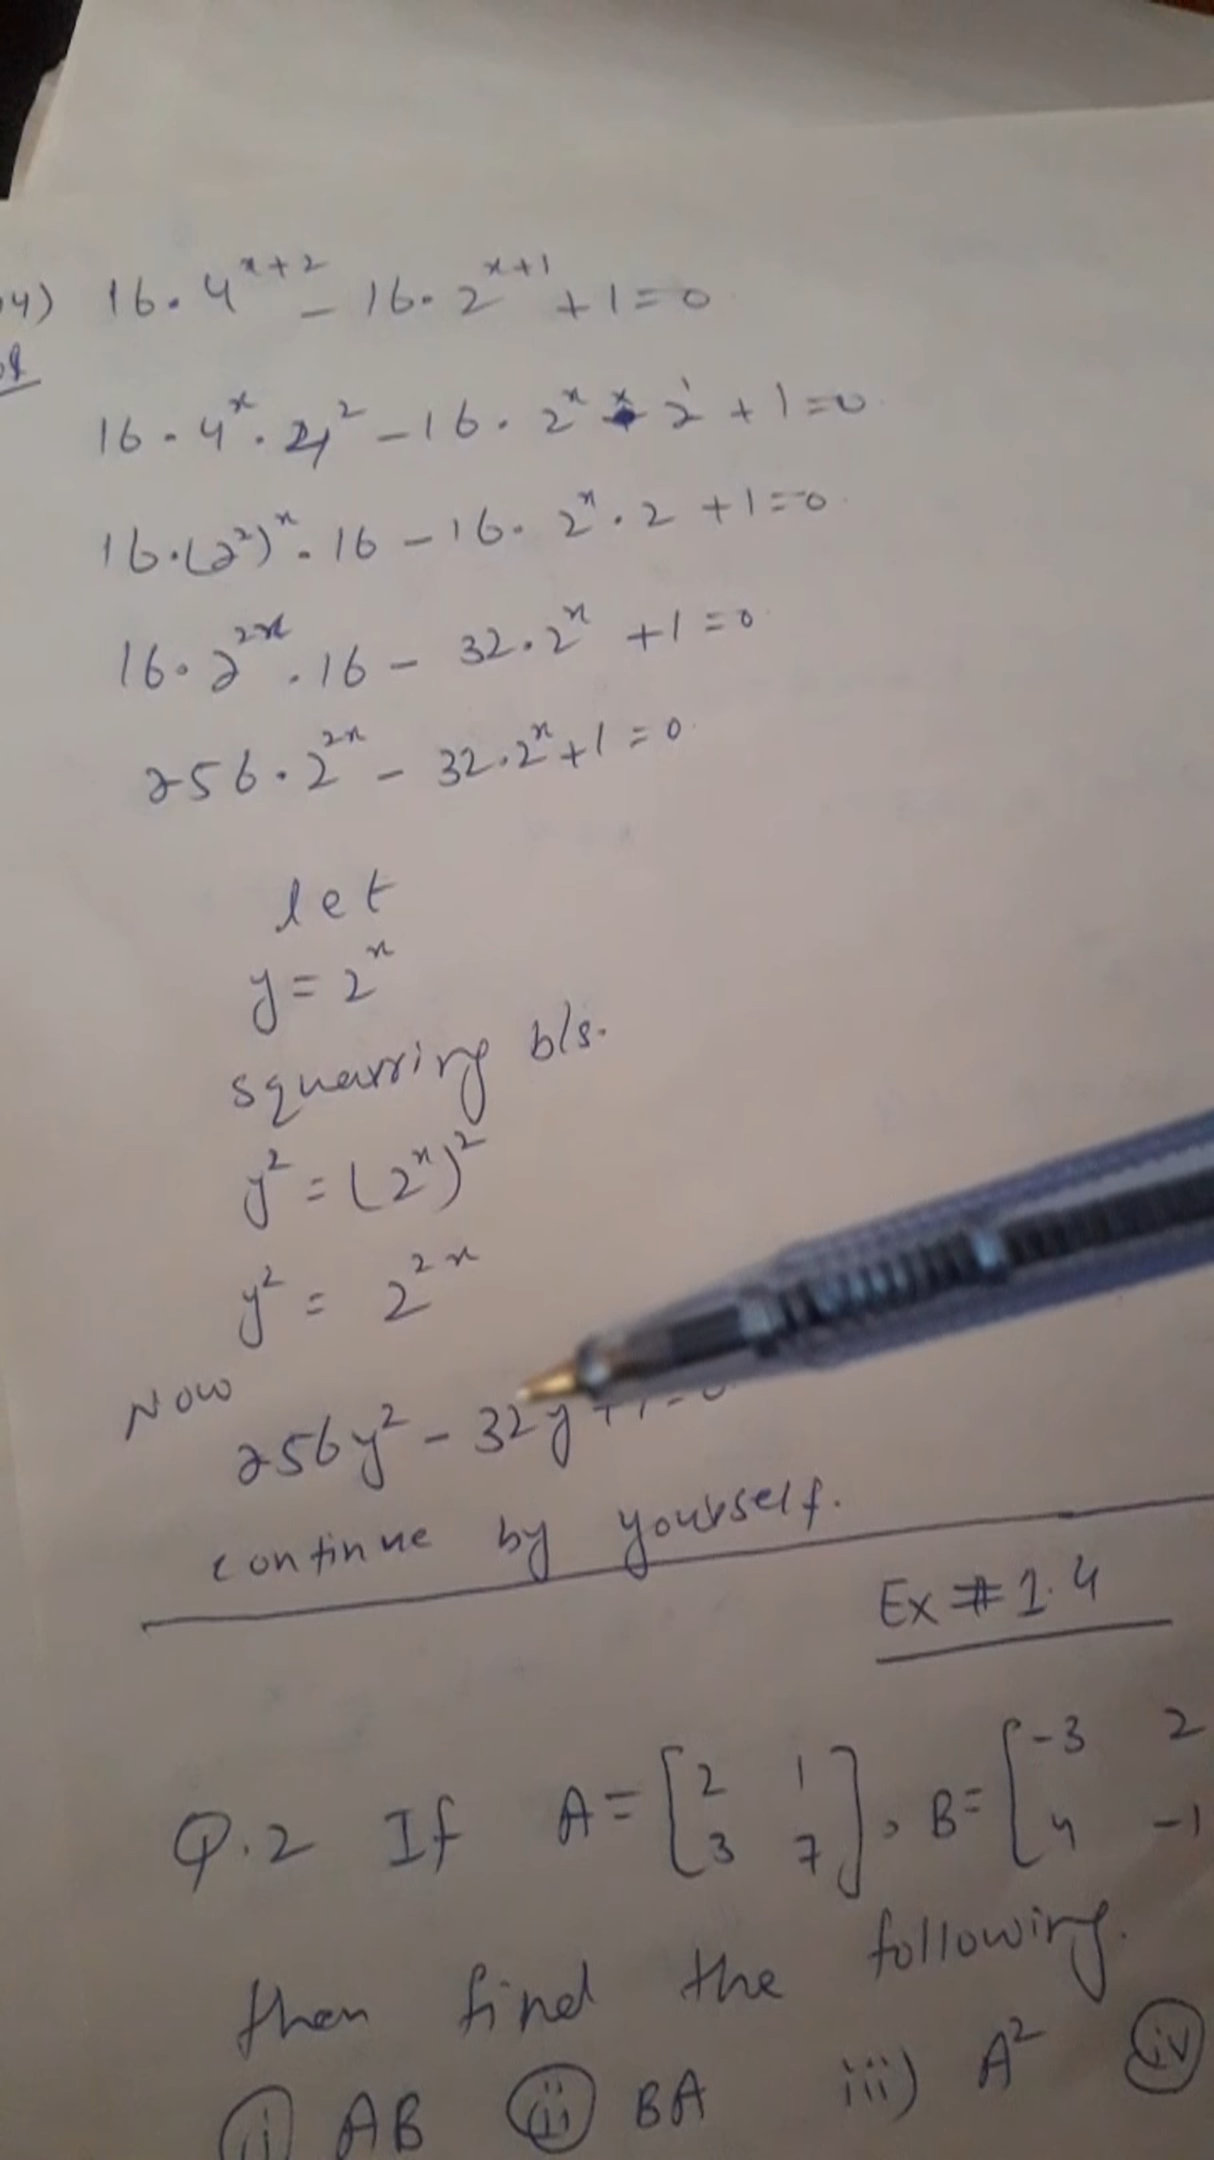 4) 16 · 4^{x+2} - 16 · 2^{x+1} + 1 = 0
16 · 4^x · 4^2 - 16 · 2^x × 2^1 + 1 = 0
16 · (2^2)^x · 16 - 16 · 2^x · 2 + 1 = 0
16 · 2^{2x} · 16 - 32 · 2^x + 1 = 0
256 · 2^{2x} - 32 · 2^x + 1 = 0
let
y = 2^x
squarring b/s.
y^2 = (2^x)^2
y^2 = 2^{2x}
Now
256y^2 - 32y + 1 = 0
continue by yourself.
Ex # 1.4
Q.2 If A = [2 1 , B = [-3 2
3 7] 4 -1
then find the following.
(i) AB (ii) BA iii) A^2 (iv)